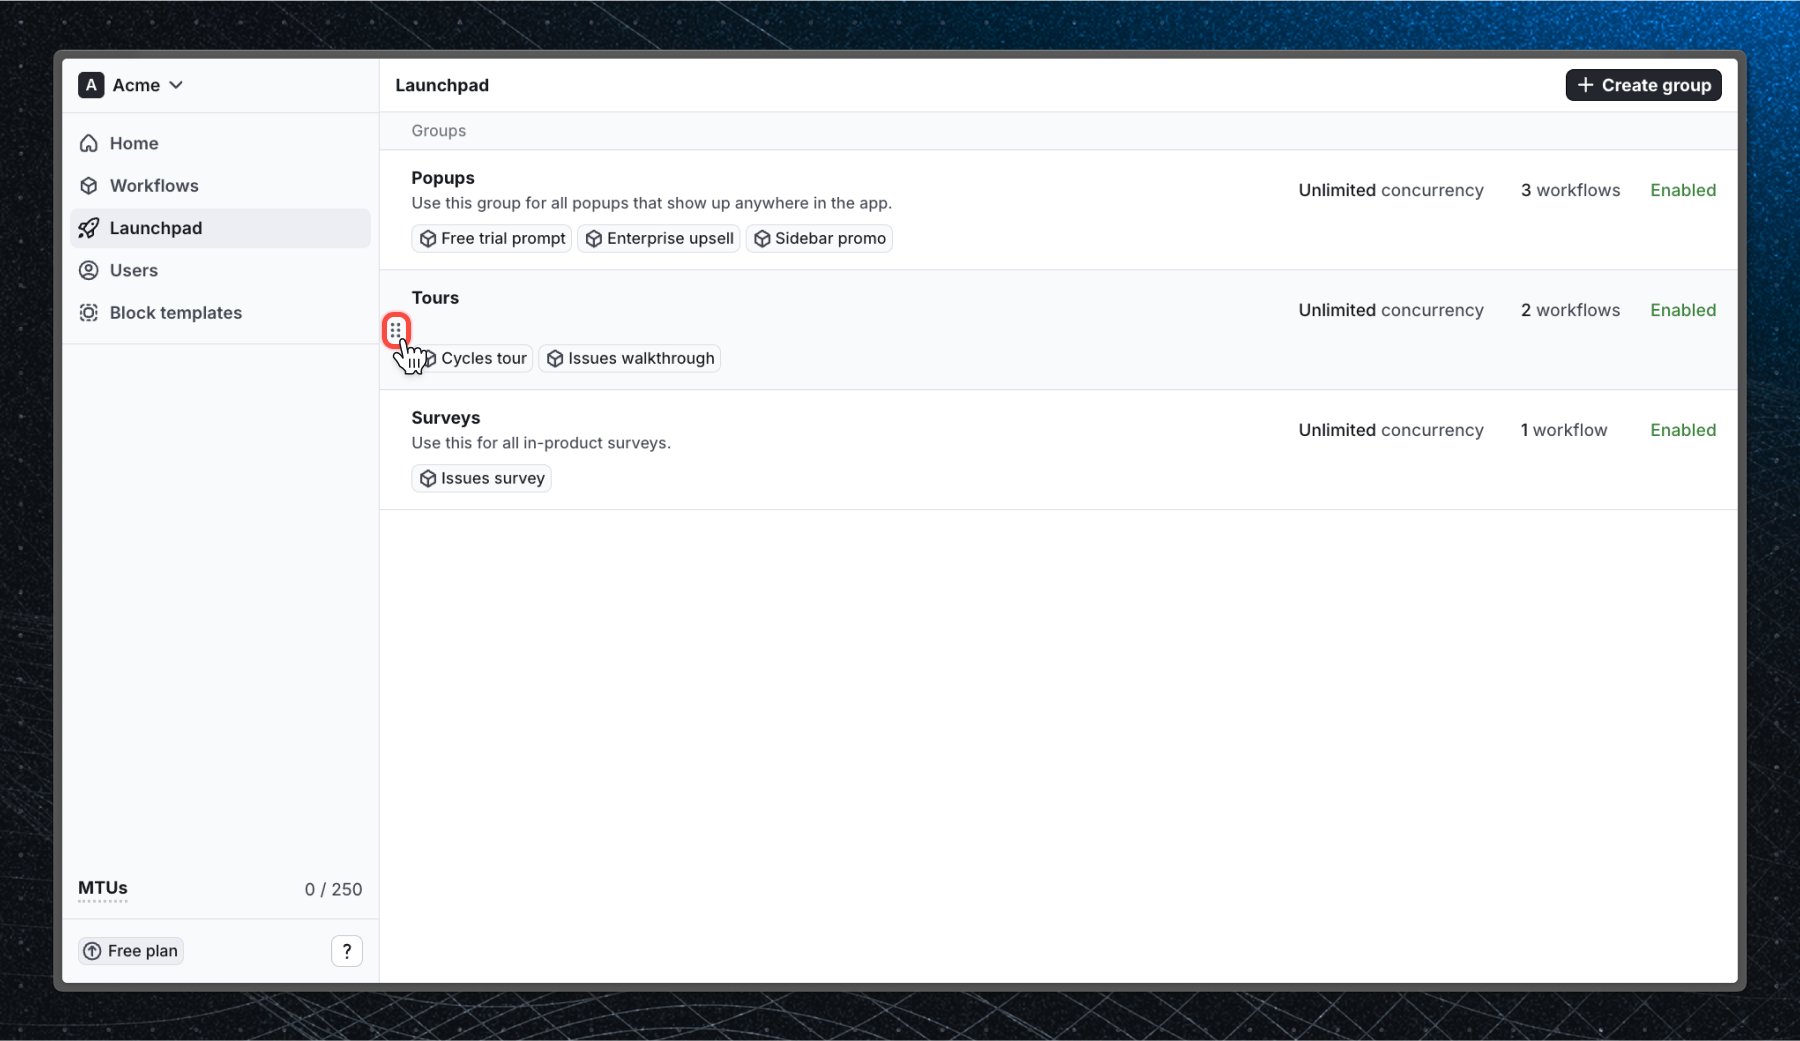 A Acme
Launchpad
+ Create group
Home
Workflows
Launchpad
Users
Block templates
Groups
Popups
Use this group for all popups that show up anywhere in the app.
Free trial prompt Enterprise upsell Sidebar promo
Unlimited concurrency 3 workflows Enabled
Tours
Cycles tour Issues walkthrough
Unlimited concurrency 2 workflows Enabled
Surveys
Use this for all in-product surveys.
Issues survey
Unlimited concurrency 1 workflow Enabled
MTUs 0 / 250
Free plan ?